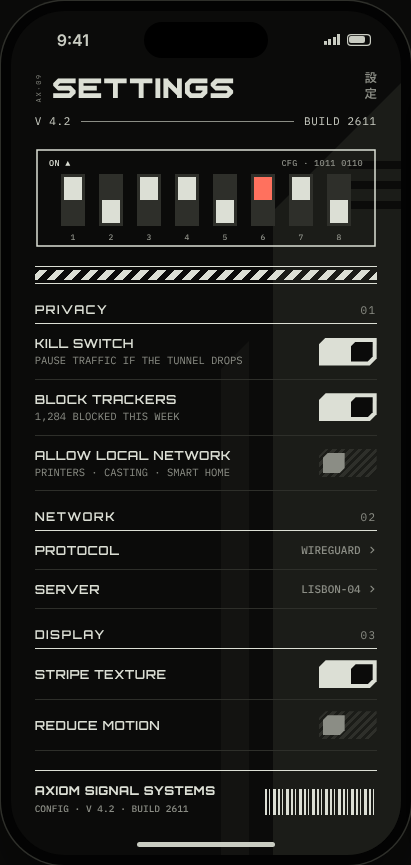 9:41
AX-09
SETTINGS
設定
V 4.2
BUILD 2611
ON ▲
CFG · 1011 0110
1 2 3 4 5 6 7 8
PRIVACY 01
KILL SWITCH
PAUSE TRAFFIC IF THE TUNNEL DROPS
BLOCK TRACKERS
1,284 BLOCKED THIS WEEK
ALLOW LOCAL NETWORK
PRINTERS · CASTING · SMART HOME
NETWORK 02
PROTOCOL WIREGUARD >
SERVER LISBON-04 >
DISPLAY 03
STRIPE TEXTURE
REDUCE MOTION
AXIOM SIGNAL SYSTEMS
CONFIG · V 4.2 · BUILD 2611